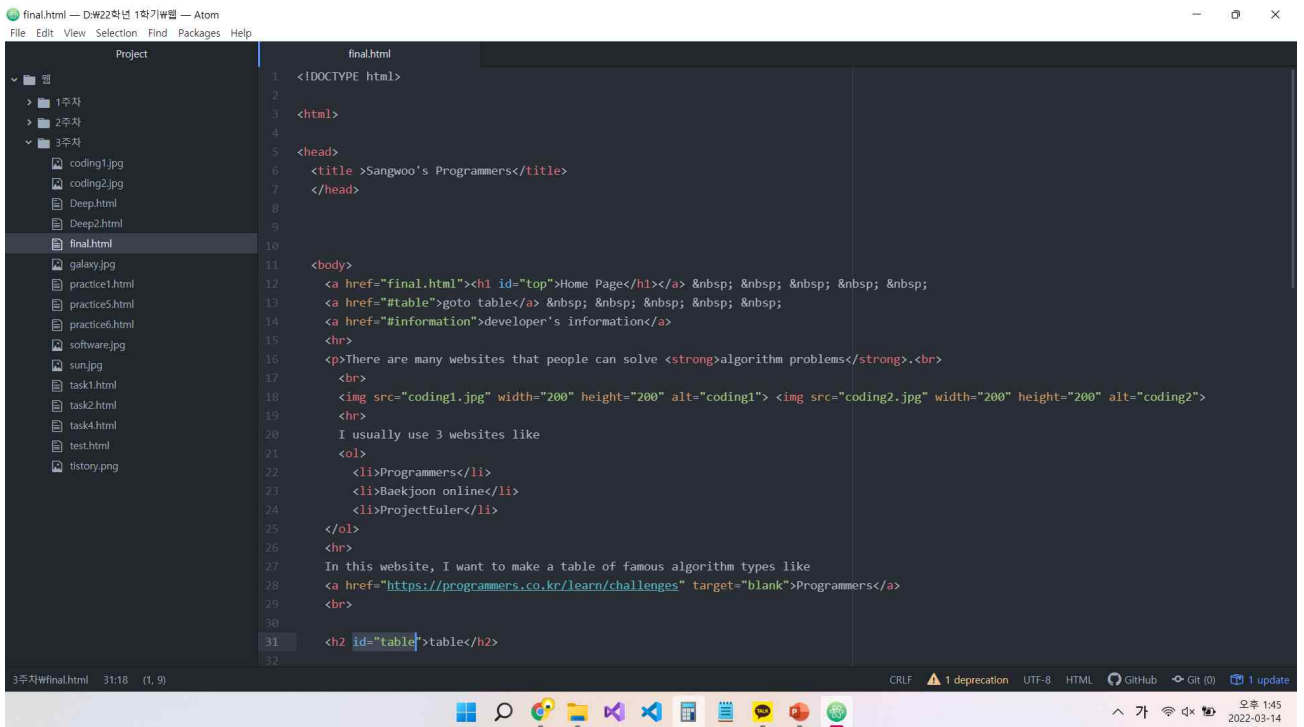 final.html — D:₩22학년 1학기₩웹 — Atom
File Edit View Selection Find Packages Help
Project
웹
1주차
2주차
3주차
coding1.jpg
coding2.jpg
Deep.html
Deep2.html
final.html
galaxy.jpg
practice1.html
practice5.html
practice6.html
software.jpg
sun.jpg
task1.html
task2.html
task4.html
test.html
tistory.png
final.html
1 <!DOCTYPE html>
2
3 <html>
4
5 <head>
6 <title >Sangwoo's Programmers</title>
7 </head>
8
9
10
11 <body>
12 <a href="final.html"><h1 id="top">Home Page</h1></a> &nbsp; &nbsp; &nbsp; &nbsp; &nbsp;
13 <a href="#table">goto table</a> &nbsp; &nbsp; &nbsp; &nbsp; &nbsp;
14 <a href="#information">developer's information</a>
15 <hr>
16 <p>There are many websites that people can solve <strong>algorithm problems</strong>.<br>
17 <br>
18 <img src="coding1.jpg" width="200" height="200" alt="coding1"> <img src="coding2.jpg" width="200" height="200" alt="coding2">
19 <hr>
20 I usually use 3 websites like
21 <ol>
22 <li>Programmers</li>
23 <li>Baekjoon online</li>
24 <li>ProjectEuler</li>
25 </ol>
26 <hr>
27 In this website, I want to make a table of famous algorithm types like
28 <a href="https://programmers.co.kr/learn/challenges" target="blank">Programmers</a>
29 <br>
30
31 <h2 id="table">table</h2>
32
3주차₩final.html 31:18 (1, 9)
CRLF 1 deprecation UTF-8 HTML GitHub Git (0) 1 update
TALK
가
오후 1:45
2022-03-14